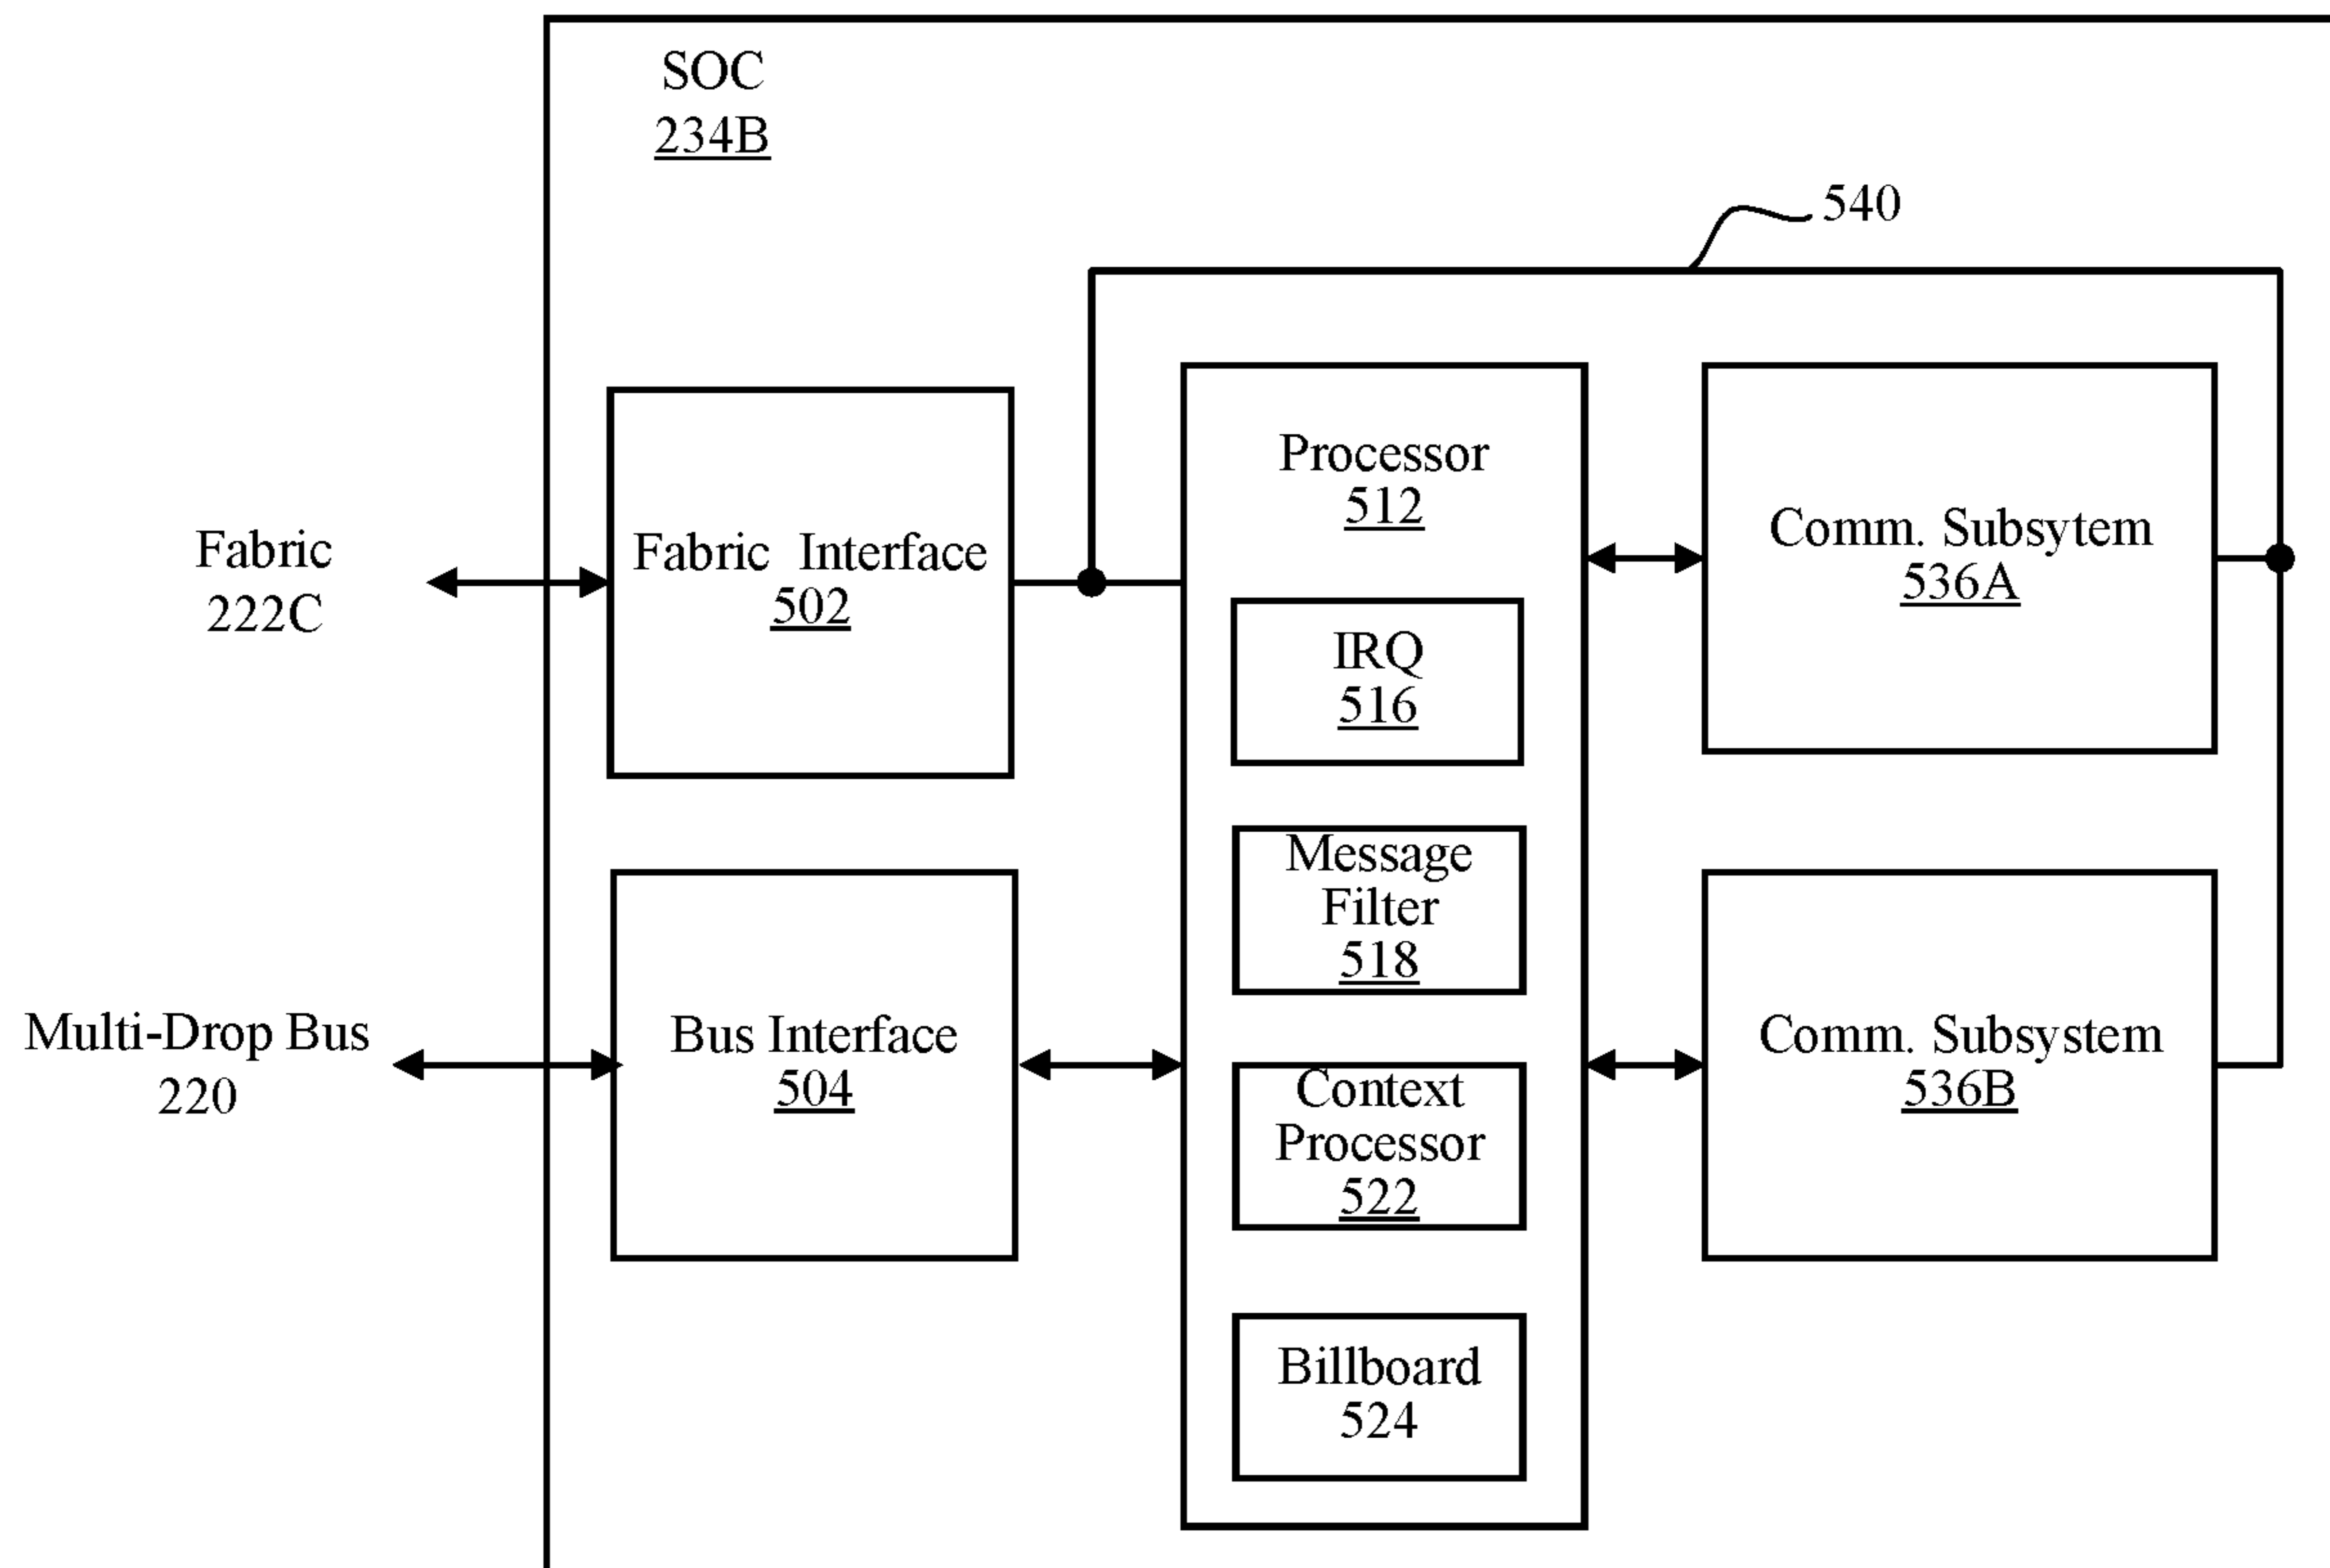 SOC
234B
540
Fabric
222C
Fabric Interface
502
Multi-Drop Bus
220
Bus Interface
504
Processor
512
IRQ
516
Message
Filter
518
Context
Processor
522
Billboard
524
Comm. Subsytem
536A
Comm. Subsystem
536B